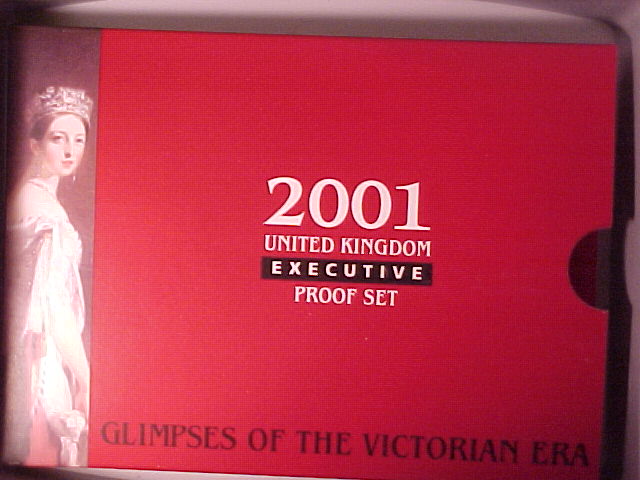 2001
UNITED KINGDOM
EXECUTIVE
PROOF SET
GLIMPSES OF THE VICTORIAN ERA